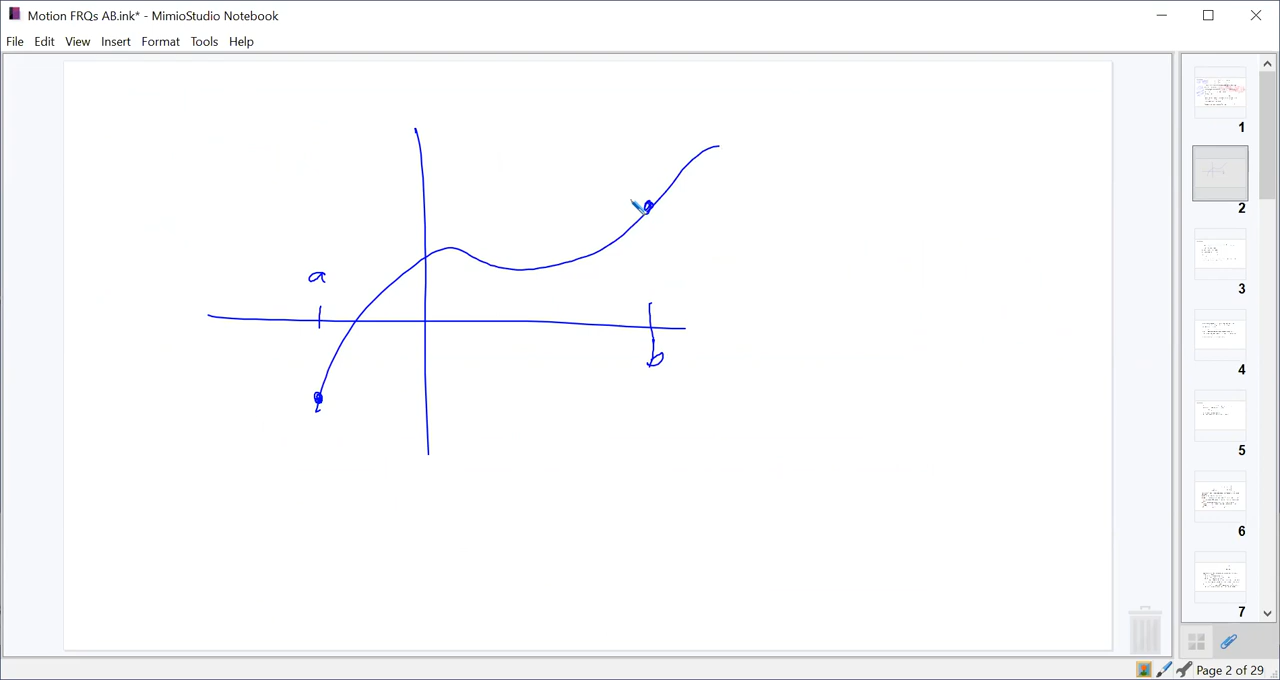 Motion FRQs AB.ink* - MimioStudio Notebook
File Edit View Insert Format Tools Help
a
b
1
2
3
4
5
6
7
Page 2 of 29